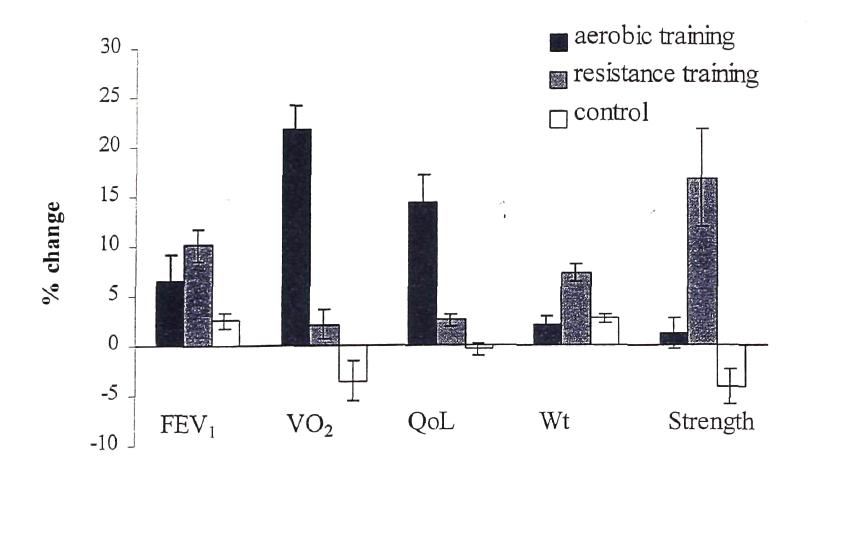 aerobic training
resistance training
control
% change
30
25
20
15
10
5
0
-5
-10
FEV₁ VO₂ QoL Wt Strength